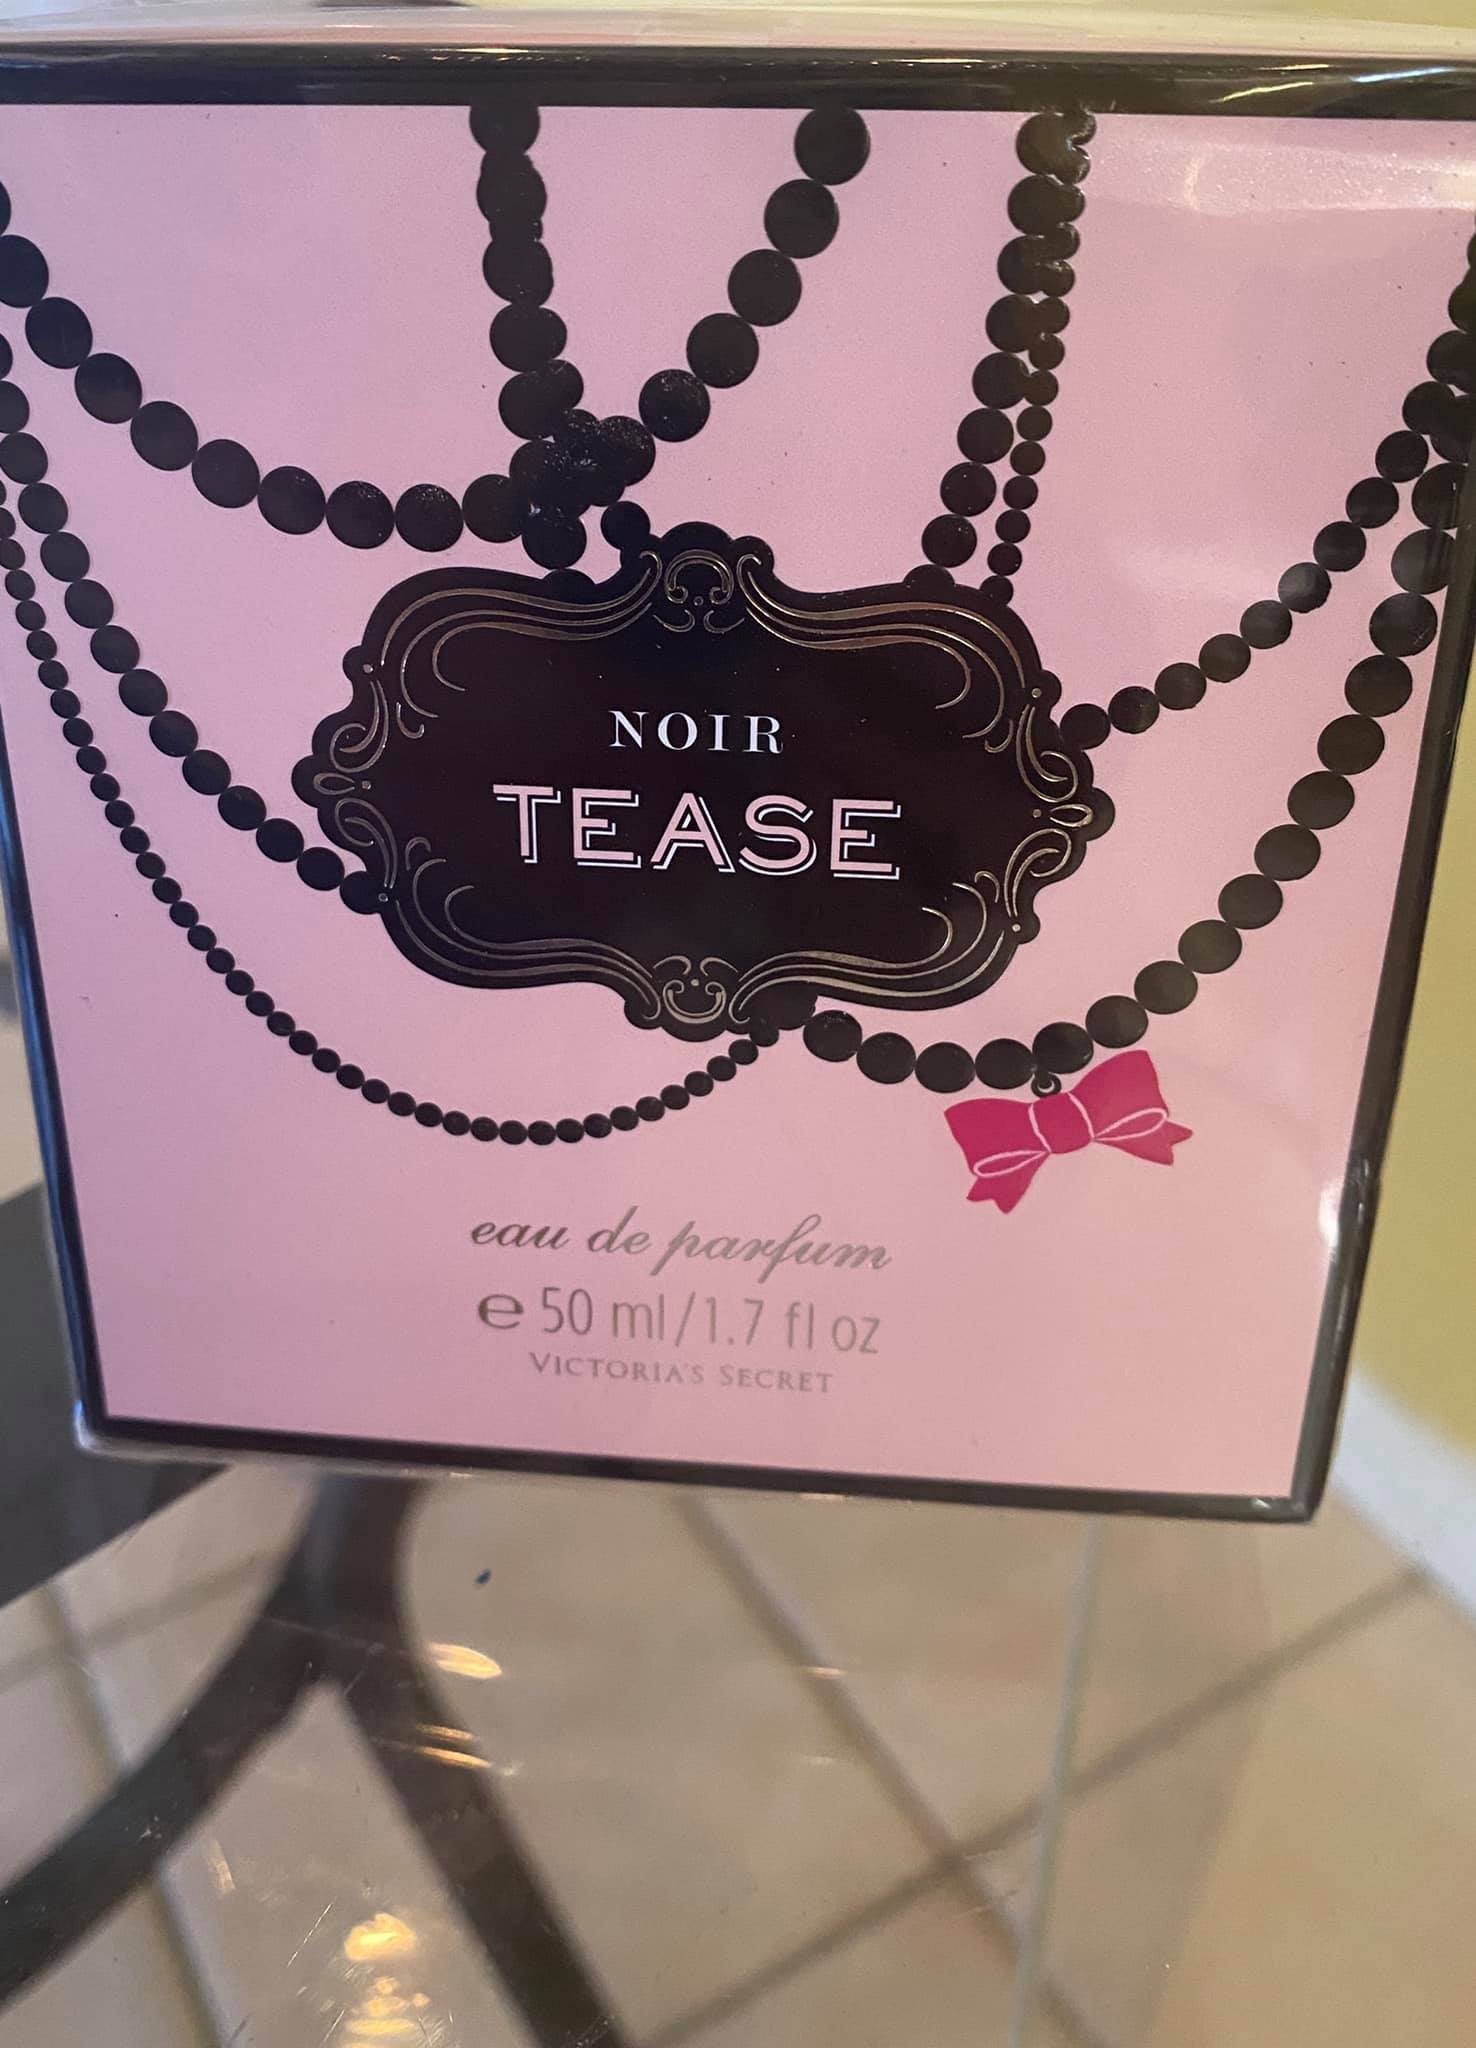 NOIR
TEASE
eau de parfum
℮ 50 ml/1.7 fl oz
VICTORIA'S SECRET